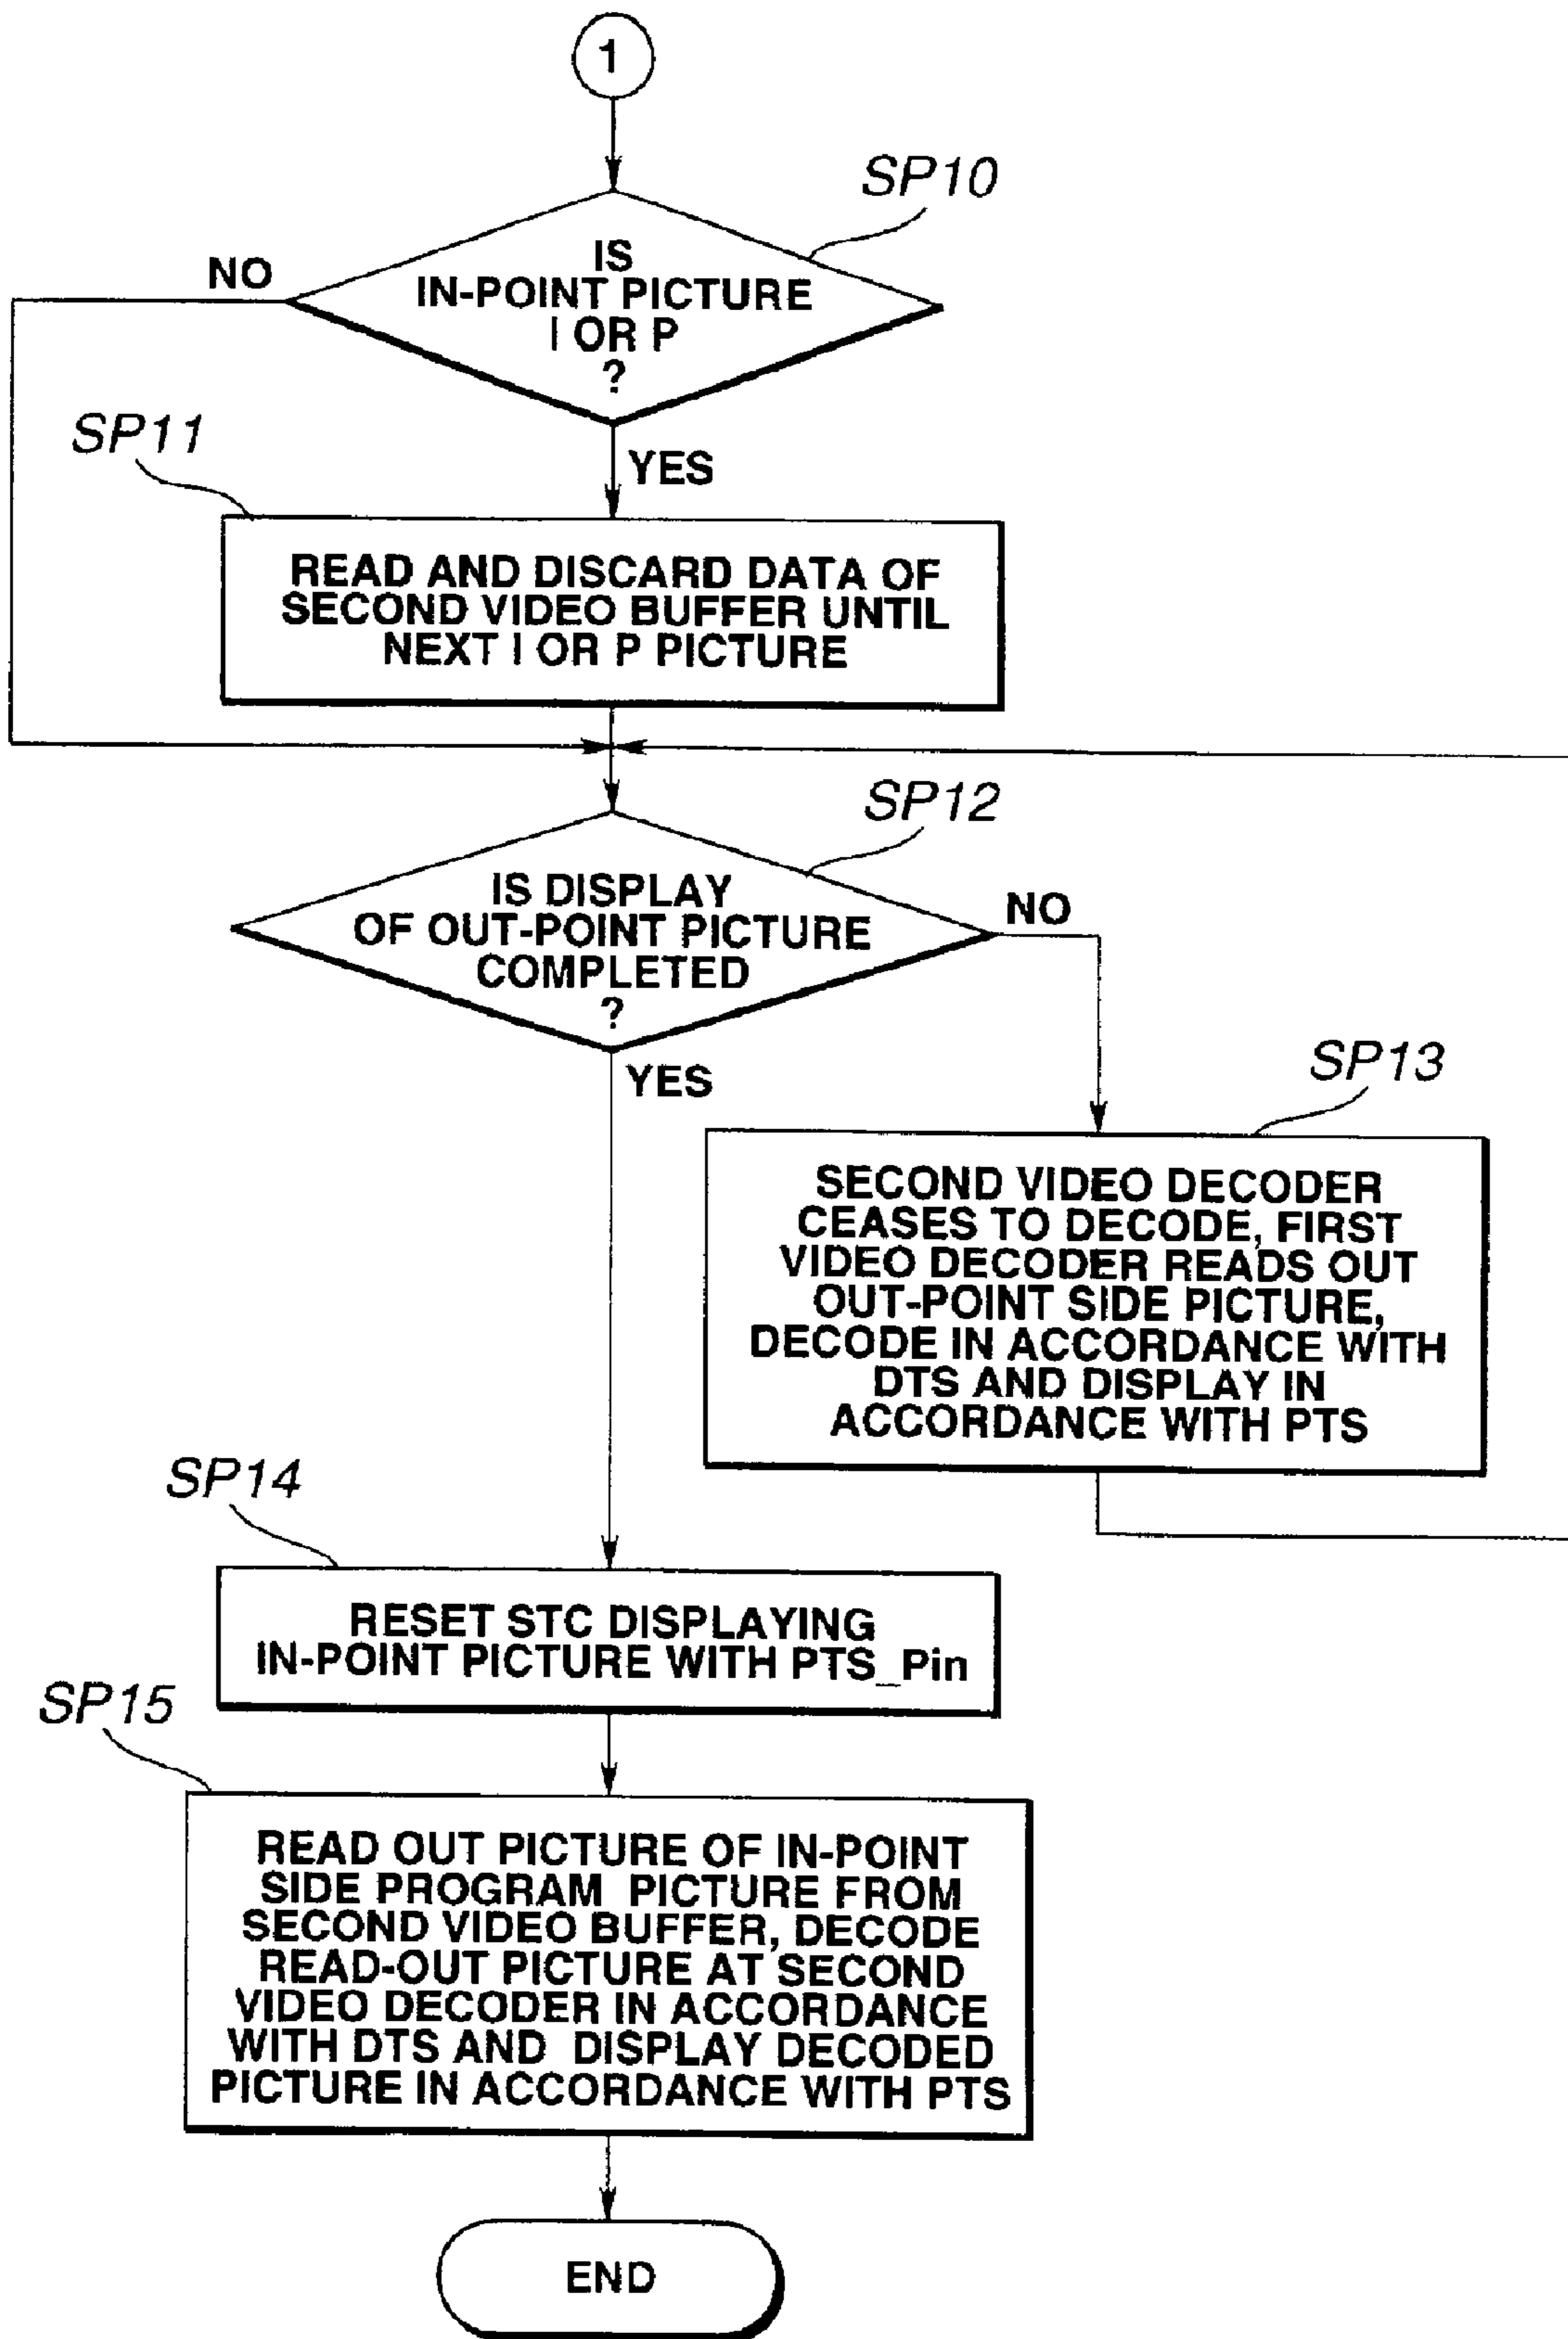 1
SP10
IS
IN-POINT PICTURE
I OR P
?
NO
YES
SP11
READ AND DISCARD DATA OF
SECOND VIDEO BUFFER UNTIL
NEXT I OR P PICTURE
SP12
IS DISPLAY
OF OUT-POINT PICTURE
COMPLETED
?
NO
YES
SP13
SECOND VIDEO DECODER
CEASES TO DECODE, FIRST
VIDEO DECODER READS OUT
OUT-POINT SIDE PICTURE,
DECODE IN ACCORDANCE WITH
DTS AND DISPLAY IN
ACCORDANCE WITH PTS
SP14
RESET STC DISPLAYING
IN-POINT PICTURE WITH PTS_Pin
SP15
READ OUT PICTURE OF IN-POINT
SIDE PROGRAM PICTURE FROM
SECOND VIDEO BUFFER, DECODE
READ-OUT PICTURE AT SECOND
VIDEO DECODER IN ACCORDANCE
WITH DTS AND DISPLAY DECODED
PICTURE IN ACCORDANCE WITH PTS
END